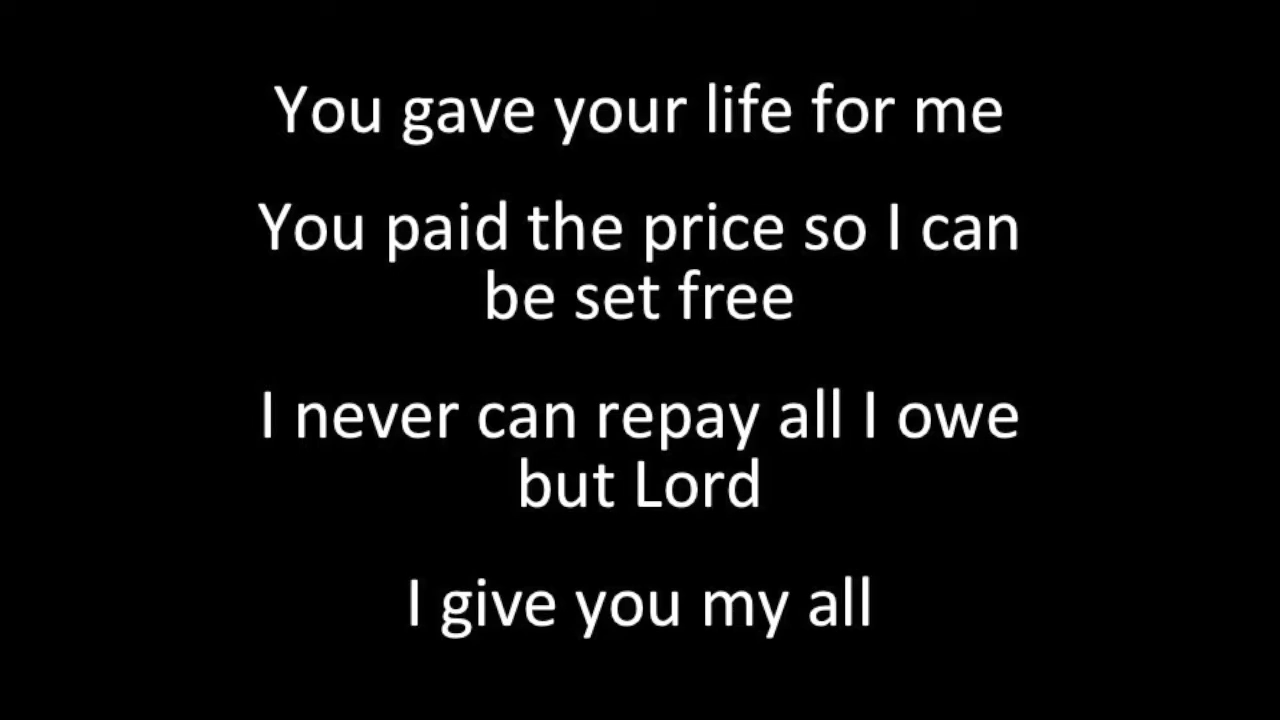 You gave your life for me
You paid the price so I can
be set free
I never can repay all I owe
but Lord
I give you my all